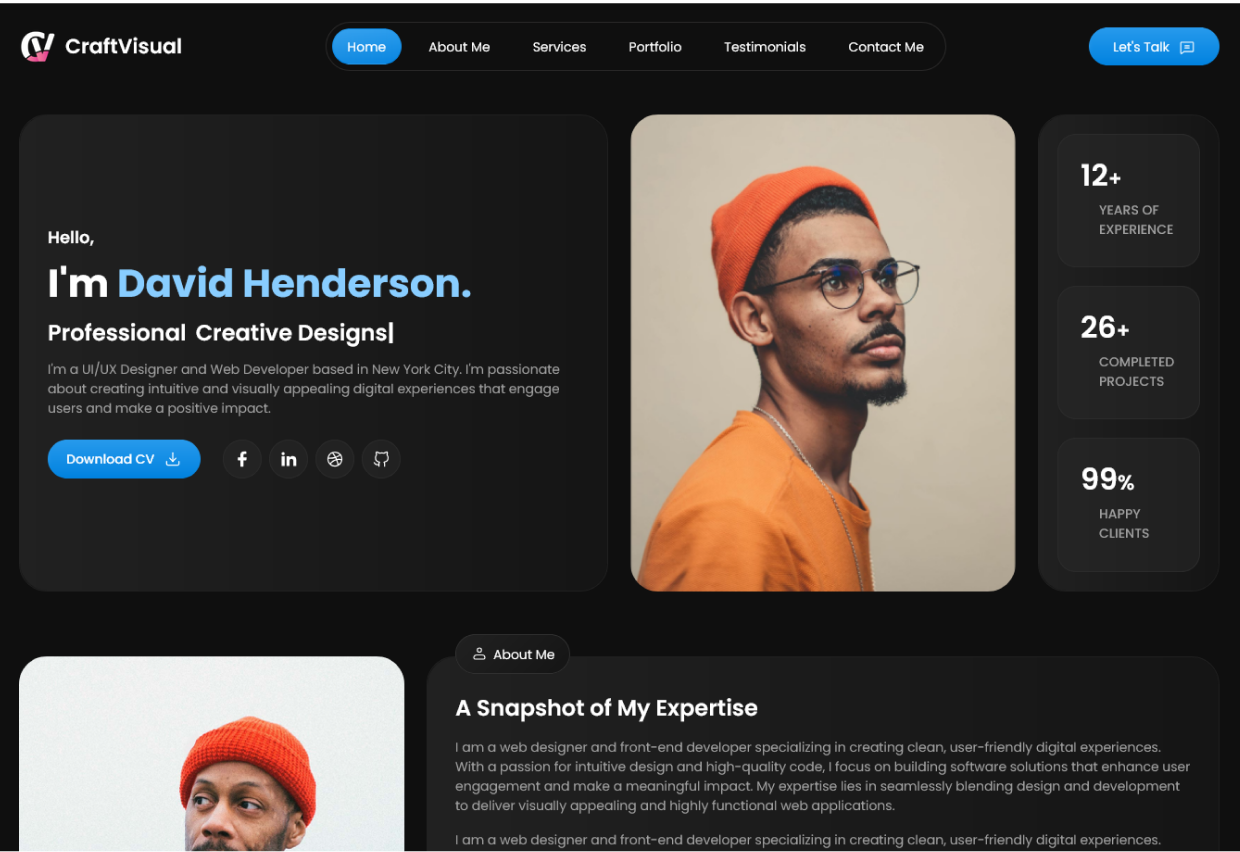 CraftVisual
Home
About Me
Services
Portfolio
Testimonials
Contact Me
Let's Talk
Hello,
I'm David Henderson.
Professional Creative Designs|
I'm a UI/UX Designer and Web Developer based in New York City. I'm passionate
about creating intuitive and visually appealing digital experiences that engage
users and make a positive impact.
Download CV
12+
YEARS OF
EXPERIENCE
26+
COMPLETED
PROJECTS
99%
HAPPY
CLIENTS
About Me
A Snapshot of My Expertise
I am a web designer and front-end developer specializing in creating clean, user-friendly digital experiences.
With a passion for intuitive design and high-quality code, I focus on building software solutions that enhance user
engagement and make a meaningful impact. My expertise lies in seamlessly blending design and development
to deliver visually appealing and highly functional web applications.
I am a web designer and front-end developer specializing in creating clean, user-friendly digital experiences.